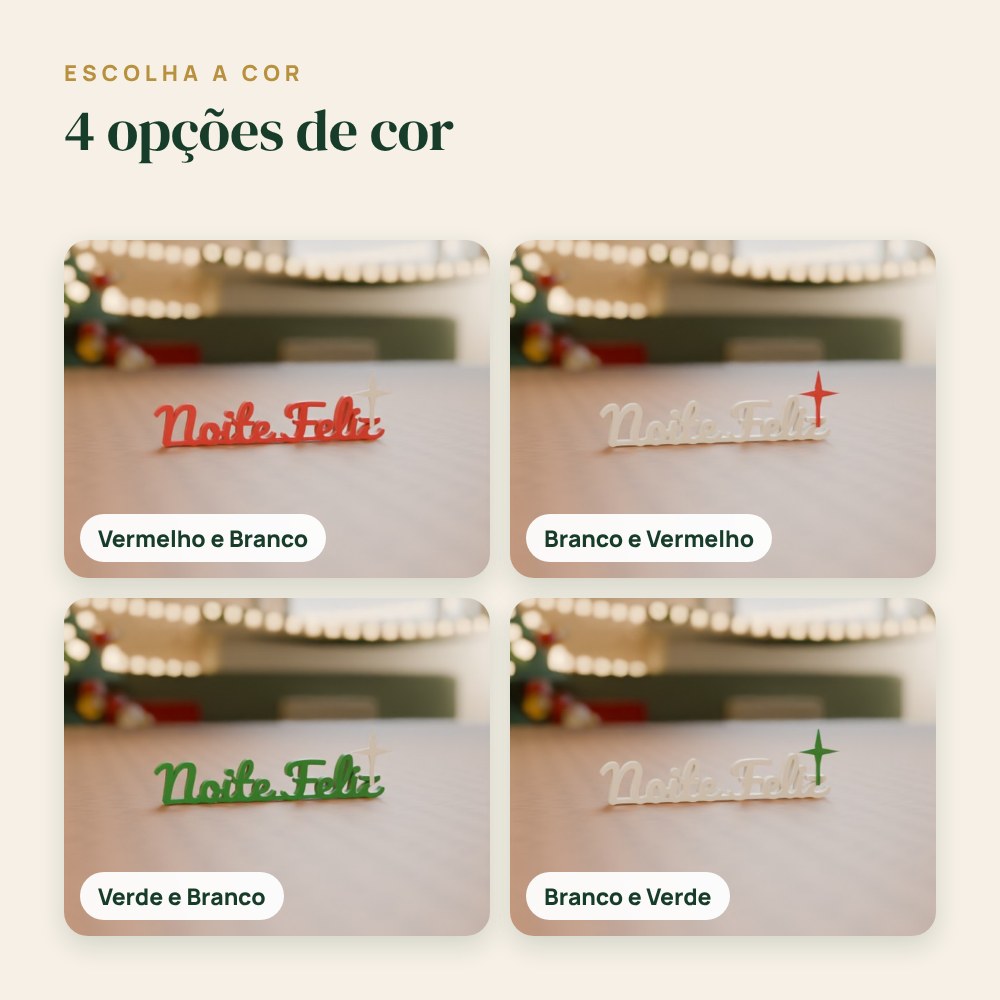 ESCOLHA A COR
4 opções de cor
Noite Feliz
Noite Feliz
Vermelho e Branco
Branco e Vermelho
Noite Feliz
Noite Feliz
Verde e Branco
Branco e Verde